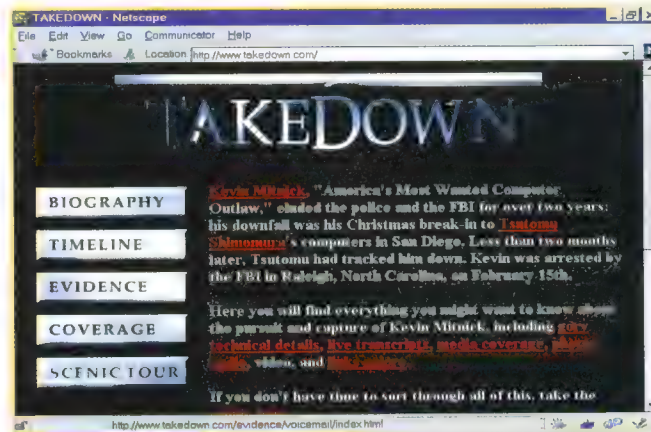 TAKEDOWN - Netscape
File Edit View Go Communicator Help
Bookmarks Location http://www.takedown.com/
TAKEDOWN
BIOGRAPHY
TIMELINE
EVIDENCE
COVERAGE
SCENIC TOUR
Kevin Mitnick, "America's Most Wanted Computer
Outlaw," eluded the police and the FBI for over two years;
his downfall was his Christmas break-in to Tsutomu
Shimomura's computers in San Diego. Less than two months
later, Tsutomu had tracked him down. Kevin was arrested by
the FBI in Raleigh, North Carolina, on February 15th.
Here you will find everything you might want to know about
the pursuit and capture of Kevin Mitnick, including gory
technical details, live transcripts, media coverage,
video, and
If you don't have time to sort through all of this, take the
http://www.takedown.com/evidence/voicemail/index.html